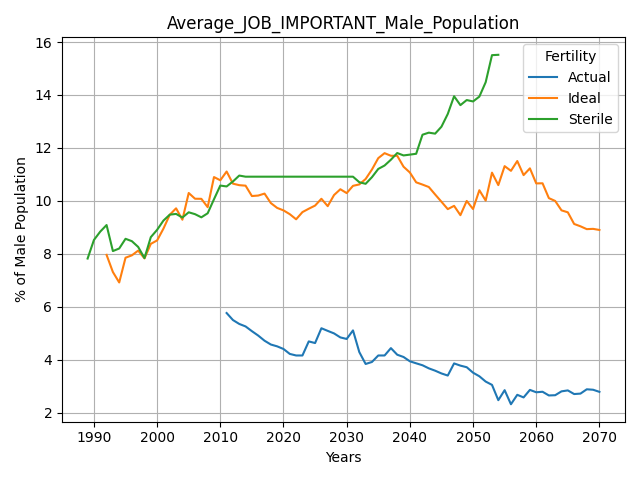 Average_JOB_IMPORTANT_Male_Population
Fertility
Actual
Ideal
Sterile
% of Male Population
16
14
12
10
8
6
4
2
1990 2000 2010 2020 2030 2040 2050 2060 2070
Years